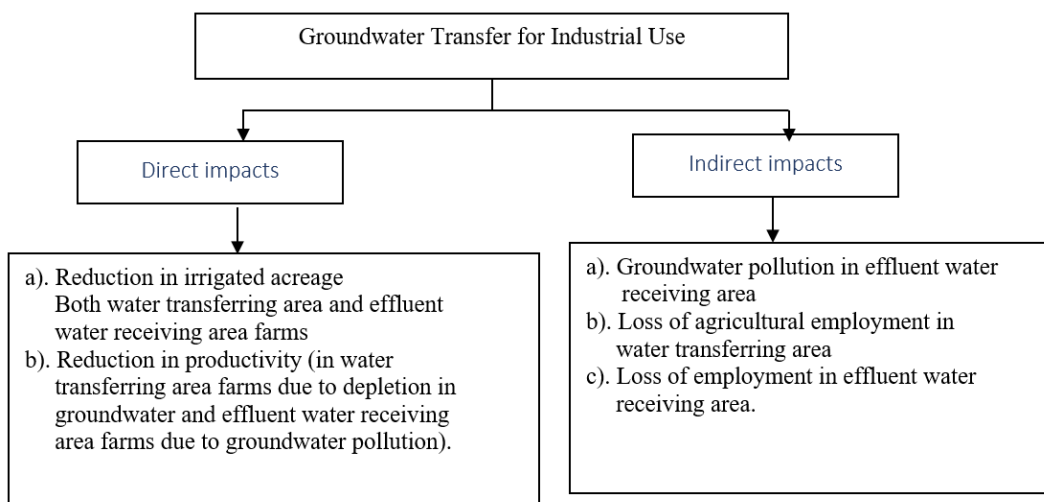 Groundwater Transfer for Industrial Use
Direct impacts
Indirect impacts
a). Reduction in irrigated acreage
Both water transferring area and effluent
water receiving area farms
b). Reduction in productivity (in water
transferring area farms due to depletion in
groundwater and effluent water receiving
area farms due to groundwater pollution).
a). Groundwater pollution in effluent water
receiving area
b). Loss of agricultural employment in
water transferring area
c). Loss of employment in effluent water
receiving area.